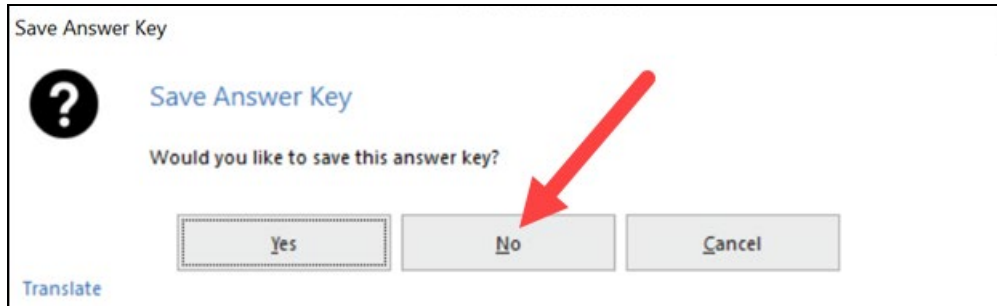 Save Answer Key
Save Answer Key
Would you like to save this answer key?
Yes No Cancel
Translate